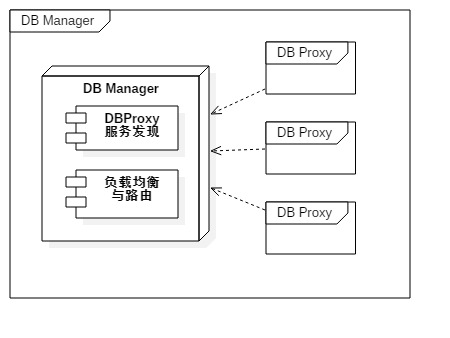 DB Manager
DB Manager
DBProxy
服务发现
负载均衡
与路由
DB Proxy
DB Proxy
DB Proxy